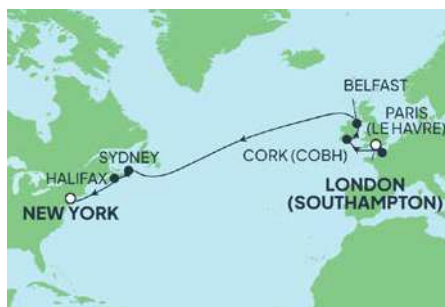 BELFAST
PARIS
(LE HAVRE)
CORK (COBH)
SYDNEY
HALIFAX
NEW YORK
LONDON
(SOUTHAMPTON)